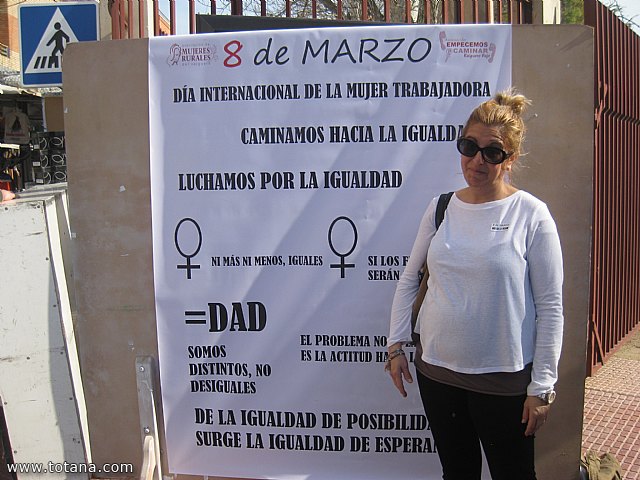 MUJERES
RURALES
8 de MARZO
EMPECEMOS
CAMINAR
DÍA INTERNACIONAL DE LA MUJER TRABAJADORA
CAMINAMOS HACIA LA IGUALDA
LUCHAMOS POR LA IGUALDAD
NI MÁS NI MENOS, IGUALES
SI LOS
SERÁN
=DAD
SOMOS
DISTINTOS, NO
DESIGUALES
EL PROBLEMA NO
ES LA ACTITUD
DE LA IGUALDAD DE POSIBILIDA
SURGE LA IGUALDAD DE ESPERA
www.totana.com